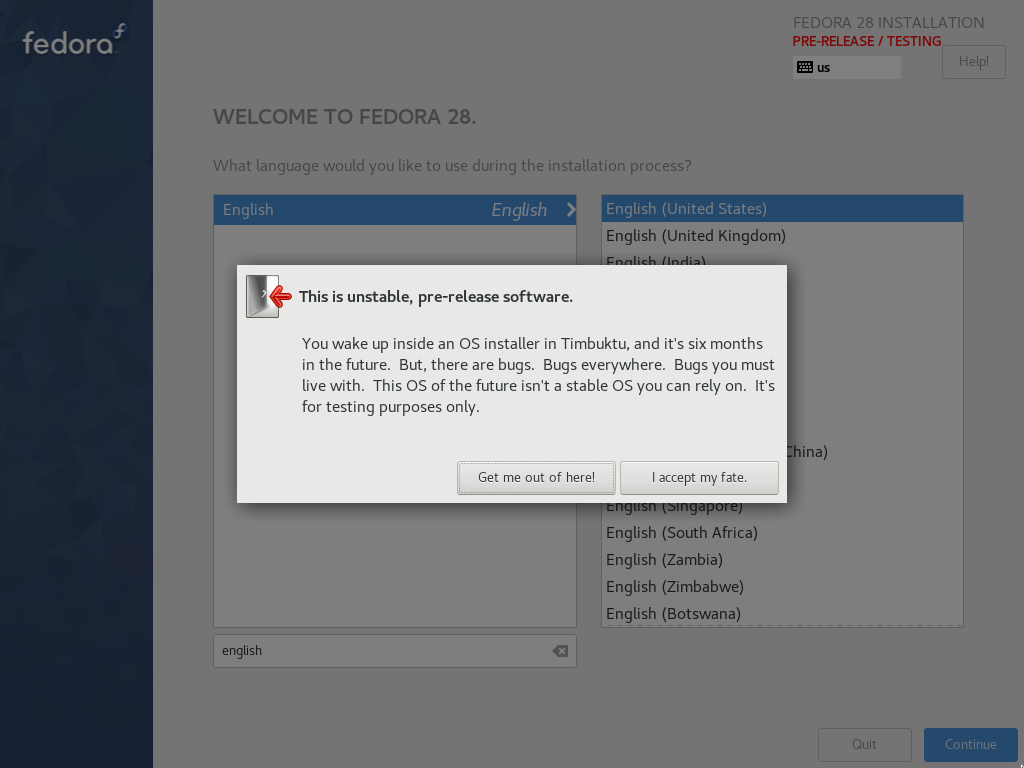 fedora
FEDORA 28 INSTALLATION
PRE-RELEASE / TESTING
us
Help!
WELCOME TO FEDORA 28.
What language would you like to use during the installation process?
English English
English (United States)
English (United Kingdom)
English (India)
This is unstable, pre-release software.
You wake up inside an OS installer in Timbuktu, and it's six months
in the future.  But, there are bugs.  Bugs everywhere.  Bugs you must
live with.  This OS of the future isn't a stable OS you can rely on.  It's
for testing purposes only.
China)
Get me out of here!
I accept my fate.
English (Singapore)
English (South Africa)
English (Zambia)
English (Zimbabwe)
English (Botswana)
english
Quit
Continue